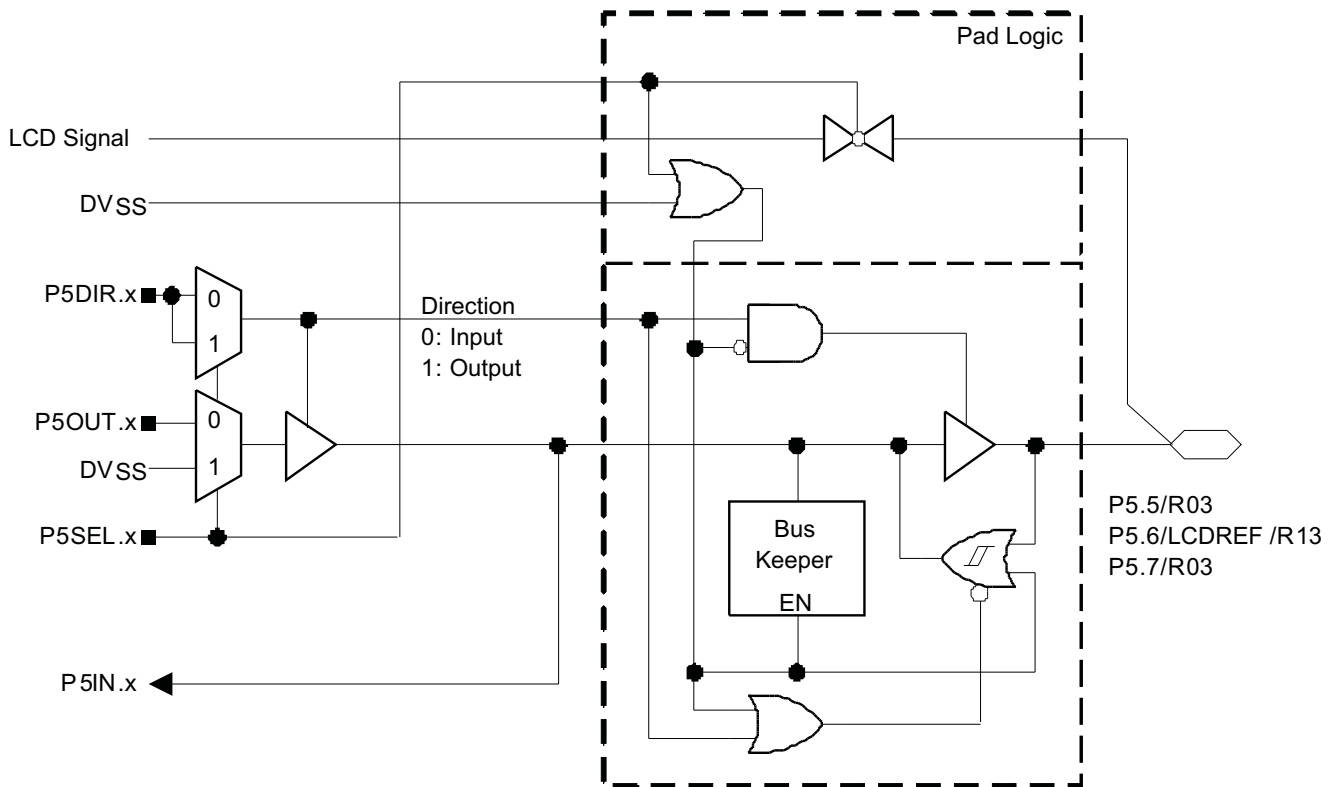 Pad Logic
LCD Signal
DVSS
P5DIR.x
0
1
Direction
0: Input
1: Output
P5OUT.x
0
DVSS
1
P5SEL.x
Bus
Keeper
EN
P5.5/R03
P5.6/LCDREF /R13
P5.7/R03
P5IN.x